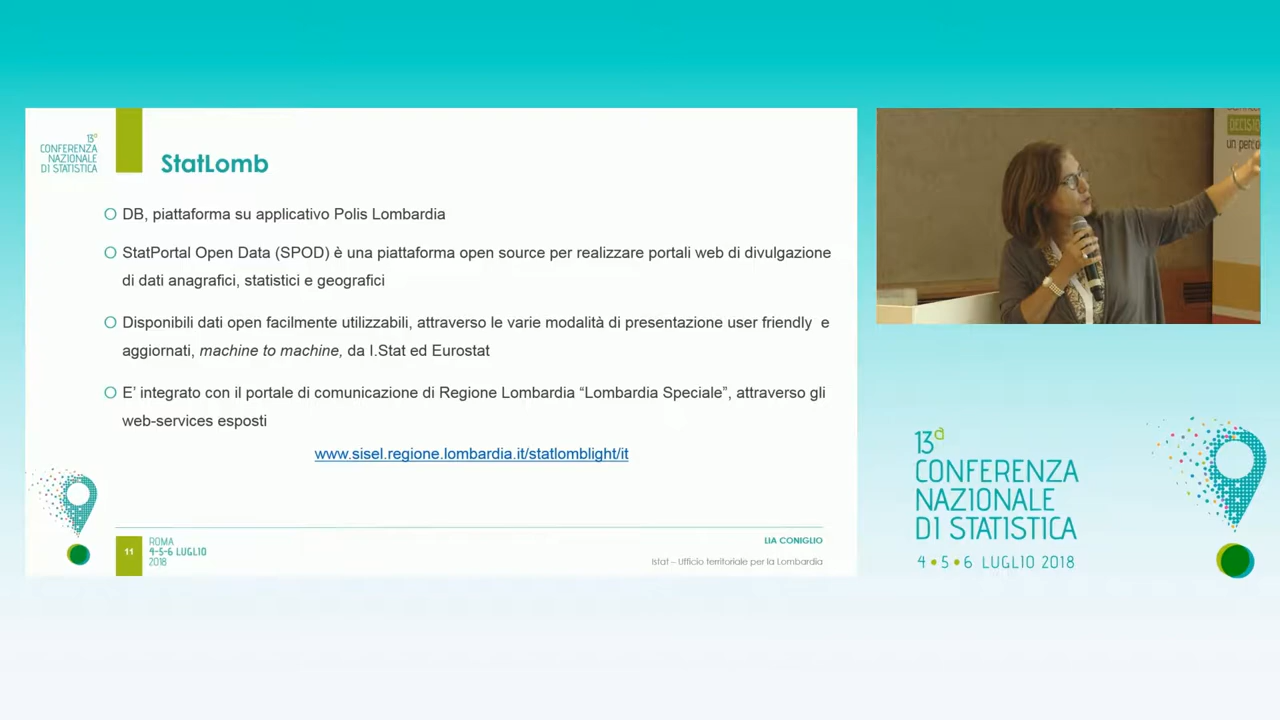 13a
CONFERENZA
NAZIONALE
DI STATISTICA
StatLomb
DB, piattaforma su applicativo Polis Lombardia
StatPortal Open Data (SPOD) è una piattaforma open source per realizzare portali web di divulgazione
di dati anagrafici, statistici e geografici
Disponibili dati open facilmente utilizzabili, attraverso le varie modalità di presentazione user friendly e
aggiornati, machine to machine, da I.Stat ed Eurostat
E' integrato con il portale di comunicazione di Regione Lombardia “Lombardia Speciale”, attraverso gli
web-services esposti
www.sisel.regione.lombardia.it/statlomblight/it
11
ROMA
4-5-6 LUGLIO
2018
LIA CONIGLIO
Istat – Ufficio territoriale per la Lombardia
DECISIO
un perco
13a
CONFERENZA
NAZIONALE
DI STATISTICA
4 • 5 • 6 LUGLIO 2018